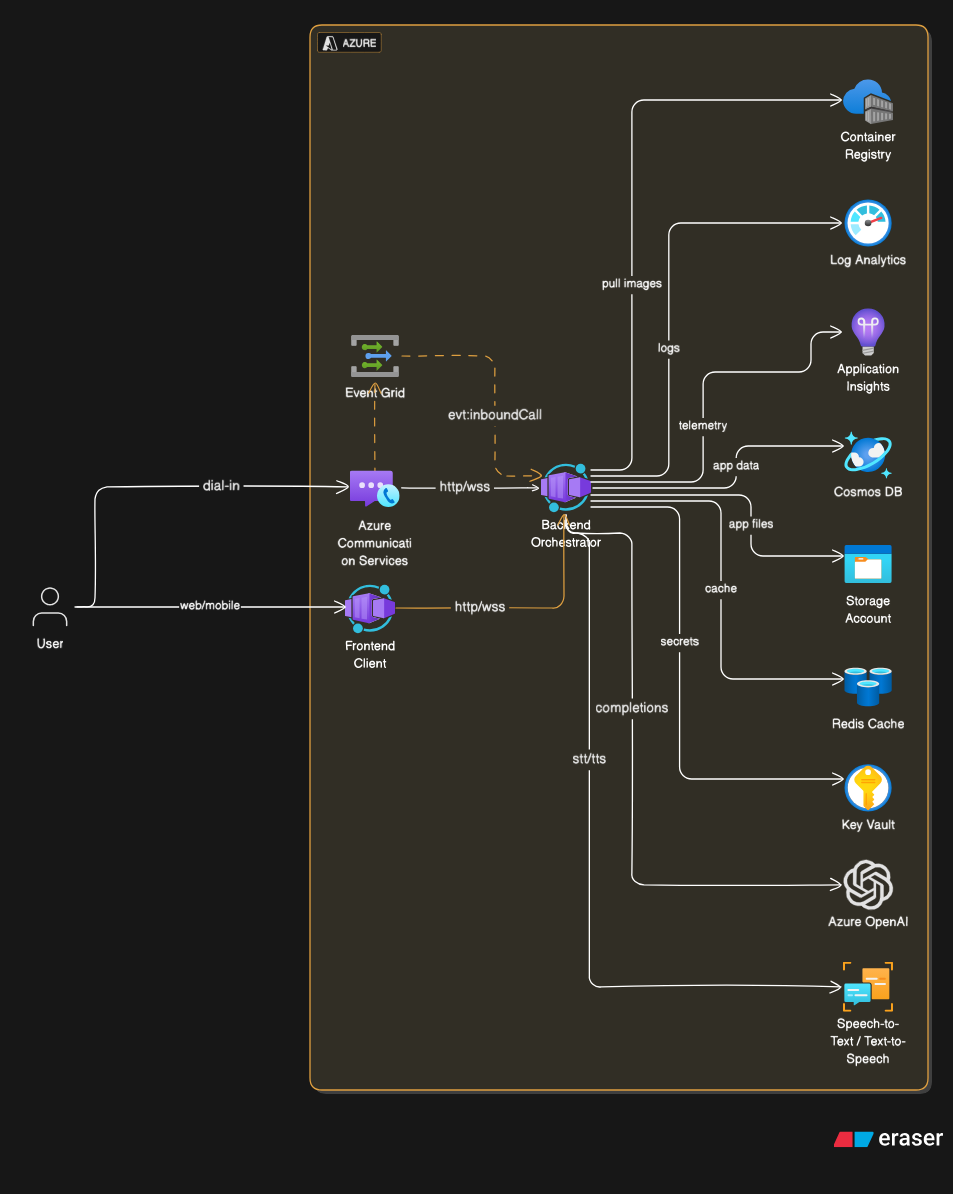 AZURE
Container
Registry
Log Analytics
pull images
logs
Application
Insights
Event Grid
evt:inboundCall
telemetry
app data
Cosmos DB
dial-in
http/wss
Azure
Communicati
on Services
Backend
Orchestrator
app files
Storage
Account
cache
web/mobile
http/wss
User
Frontend
Client
secrets
completions
Redis Cache
stt/tts
Key Vault
Azure OpenAI
Speech-to-
Text / Text-to-
Speech
eraser